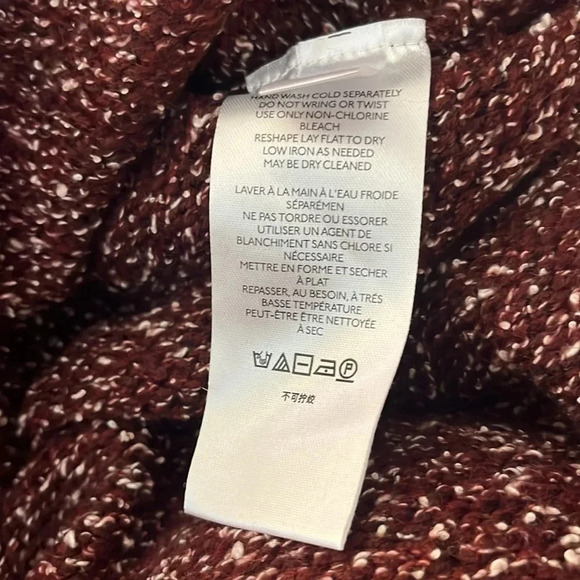 HAND WASH COLD SEPARATELY
DO NOT WRING OR TWIST
USE ONLY NON-CHLORINE
BLEACH
RESHAPE LAY FLAT TO DRY
LOW IRON AS NEEDED
MAY BE DRY CLEANED
LAVER À LA MAIN À L'EAU FROIDE
SÉPARÉMEN
NE PAS TORDRE OU ESSORER
UTILISER UN AGENT DE
BLANCHIMENT SANS CHLORE SI
NÉCESSAIRE
METTRE EN FORME ET SECHER
À PLAT
REPASSER, AU BESOIN, À TRÉS
BASSE TEMPÉRATURE
PEUT-ÊTRE ÊTRE NETTOYÉE
À SEC
P
不可拧绞